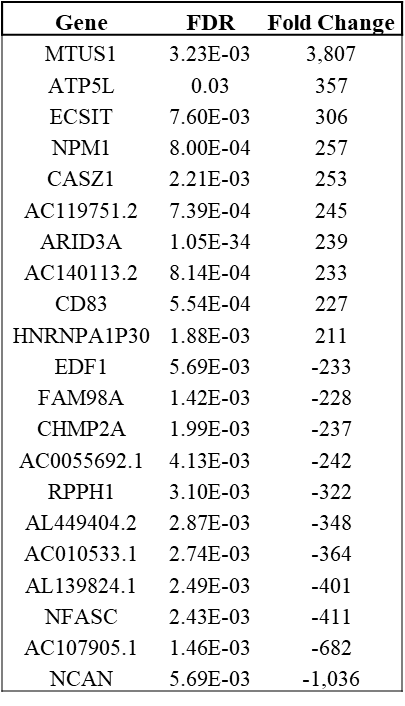 Gene FDR Fold Change
MTUS1 3.23E-03 3,807
ATP5L 0.03 357
ECSIT 7.60E-03 306
NPM1 8.00E-04 257
CASZ1 2.21E-03 253
AC119751.2 7.39E-04 245
ARID3A 1.05E-34 239
AC140113.2 8.14E-04 233
CD83 5.54E-04 227
HNRNPA1P30 1.88E-03 211
EDF1 5.69E-03 -233
FAM98A 1.42E-03 -228
CHMP2A 1.99E-03 -237
AC0055692.1 4.13E-03 -242
RPPH1 3.10E-03 -322
AL449404.2 2.87E-03 -348
AC010533.1 2.74E-03 -364
AL139824.1 2.49E-03 -401
NFASC 2.43E-03 -411
AC107905.1 1.46E-03 -682
NCAN 5.69E-03 -1,036